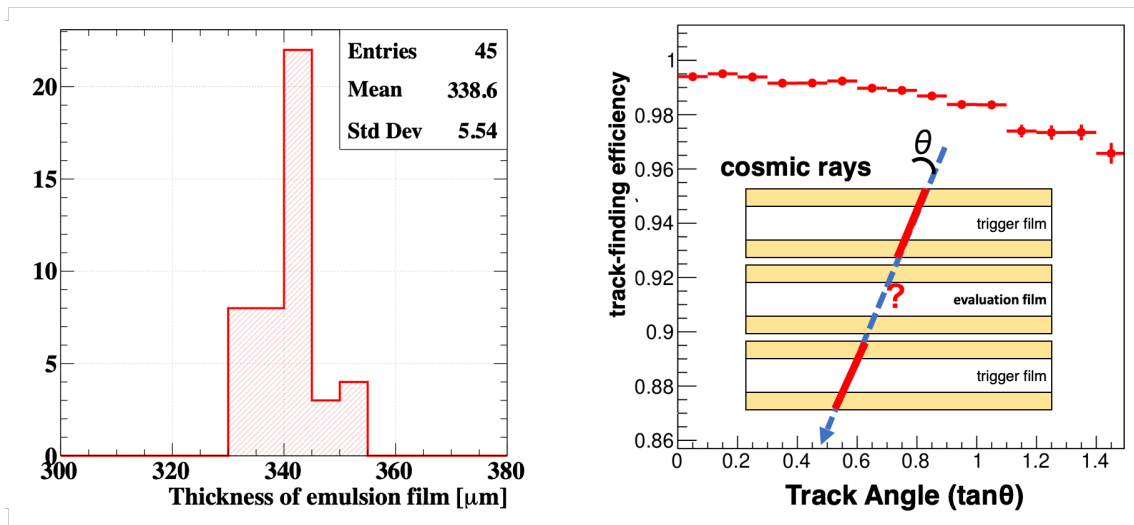 Entries 45
Mean 338.6
Std Dev 5.54
20
15
10
5
0
300 320 340 360 380
Thickness of emulsion film [μm]
1
0.98
0.96
0.94
0.92
0.9
0.88
0.86
track-finding efficiency
θ
cosmic rays
trigger film
?
evaluation film
trigger film
0 0.2 0.4 0.6 0.8 1 1.2 1.4
Track Angle (tanθ)